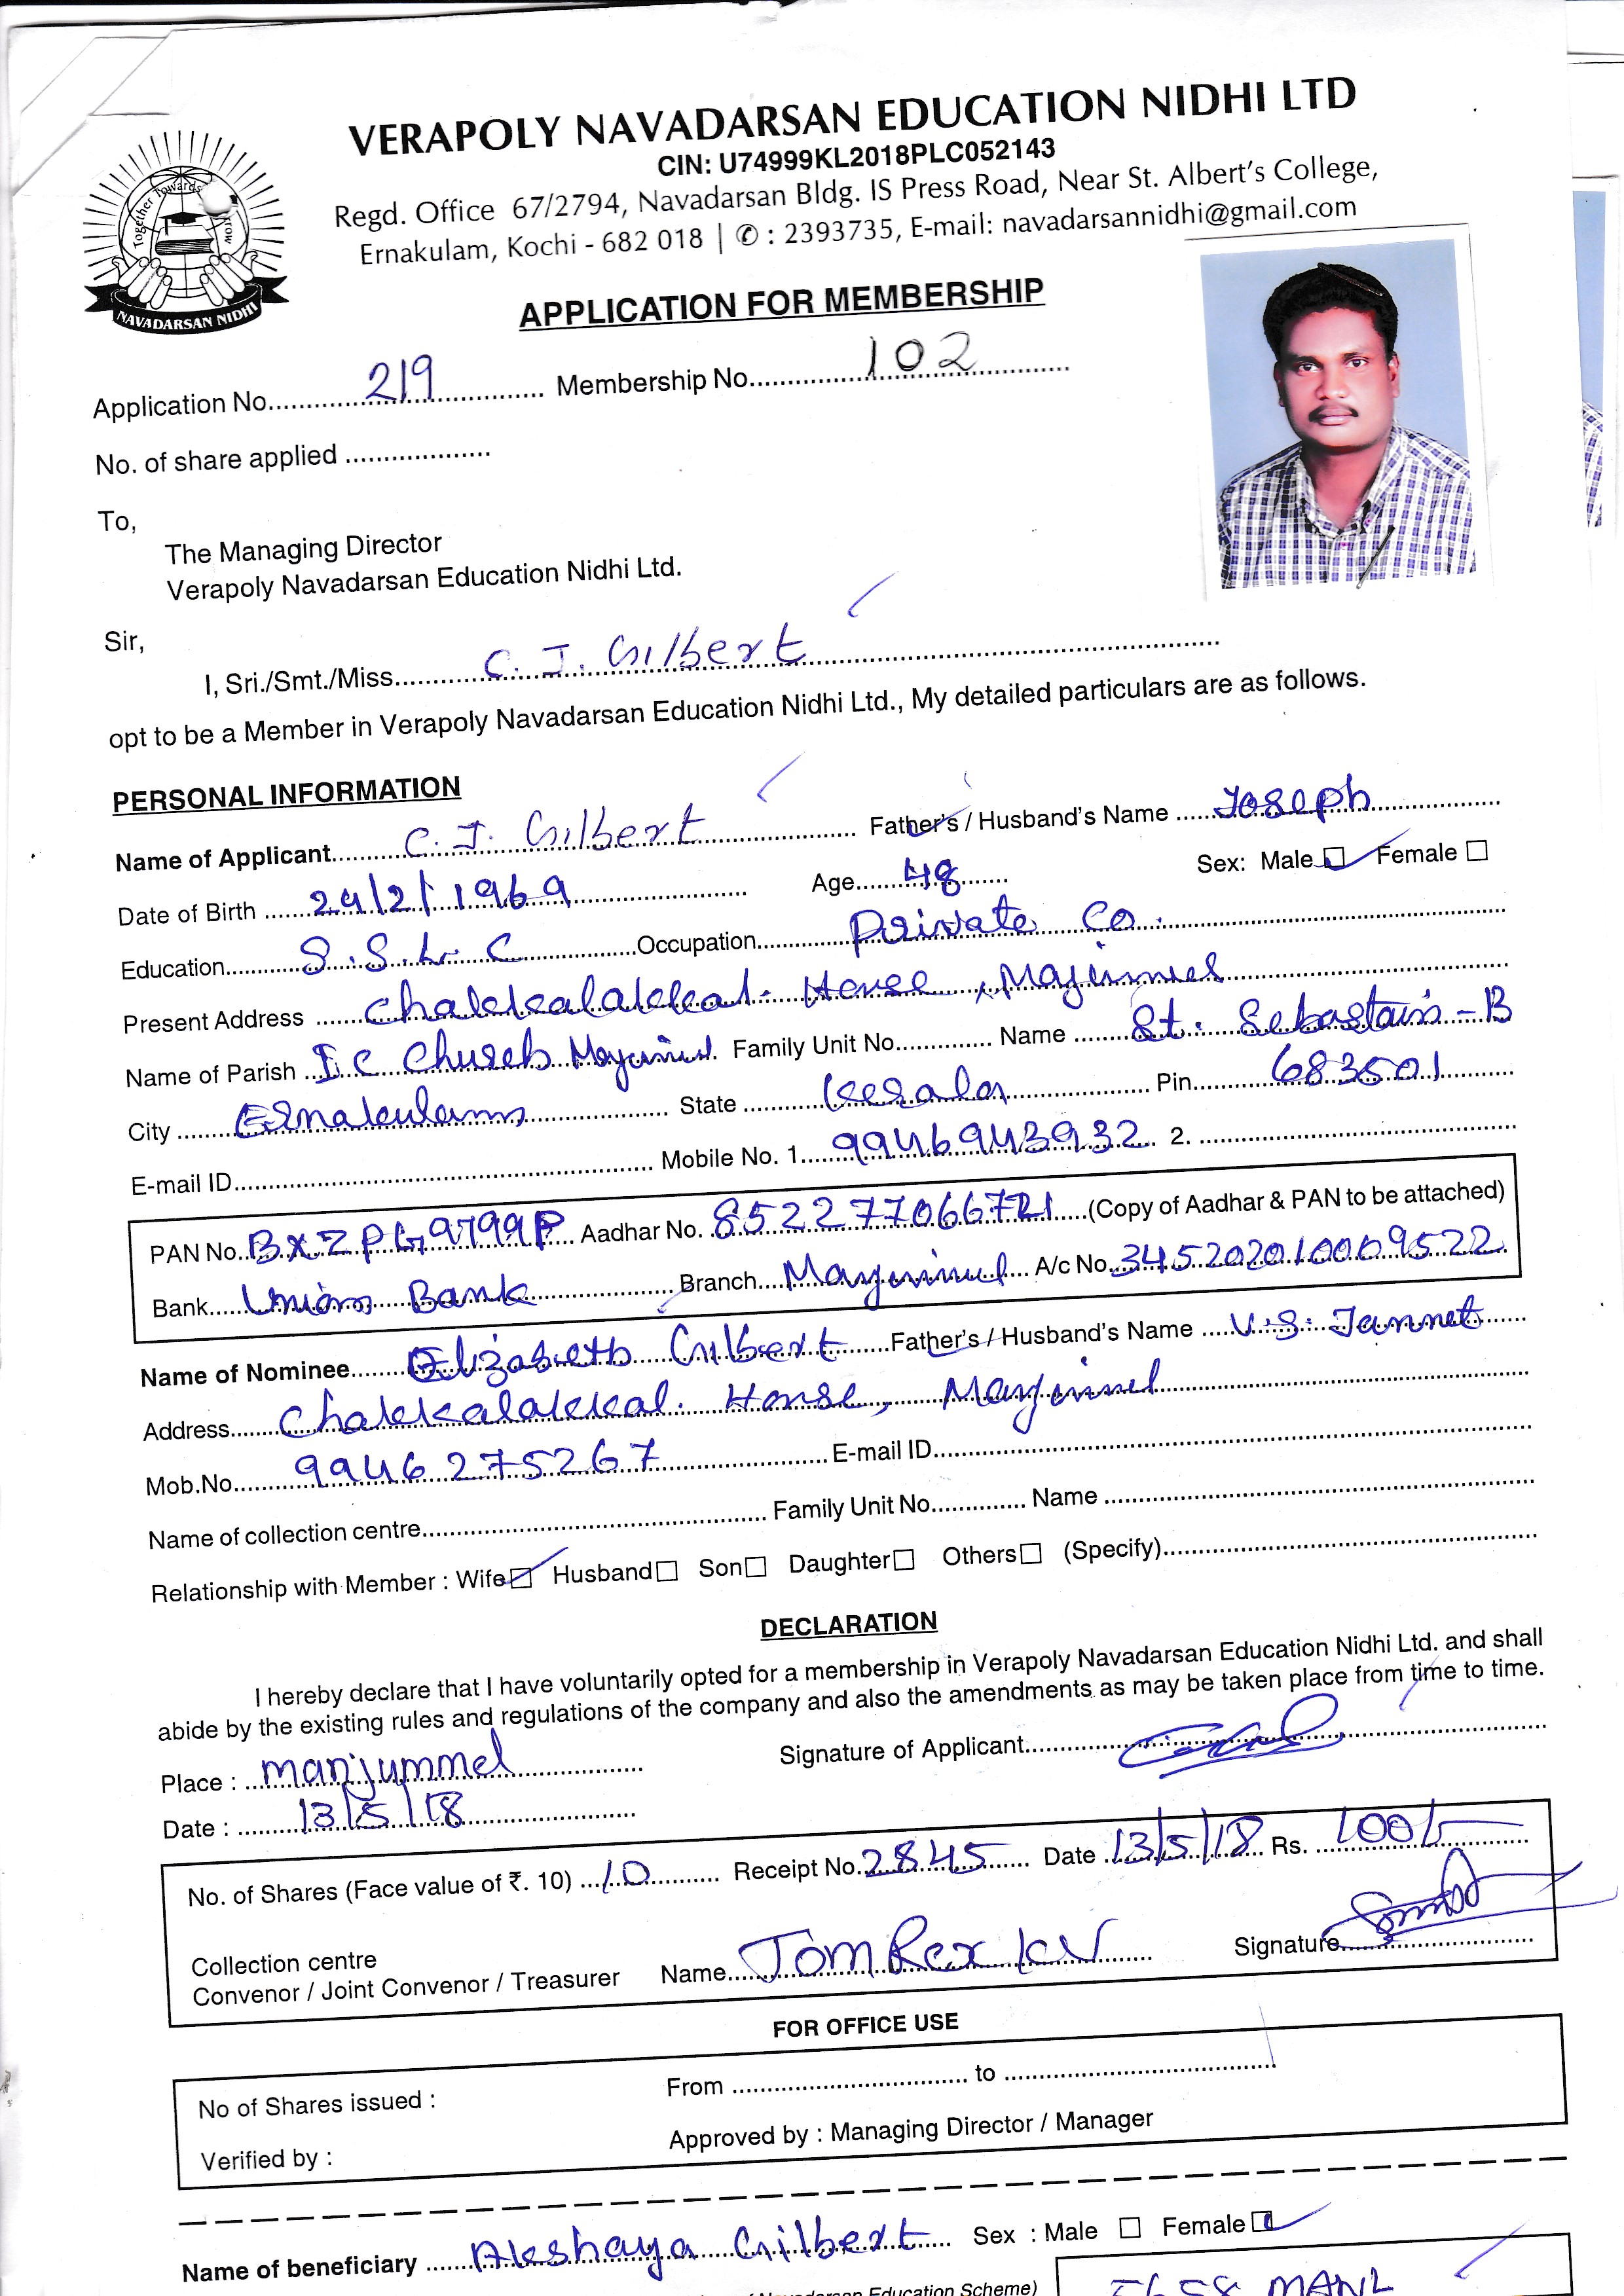 VERAPOLY NAVADARSAN EDUCATION NIDHI LTD
CIN: U74999KL2018PLC052143
Regd. Office 67/2794, Navadarsan Bldg. IS Press Road, Near St. Albert's College,
Ernakulam, Kochi - 682 018 | ✆ : 2393735, E-mail: navadarsannidhi@gmail.com
Together Towards
NAVADARSAN NIDHI
APPLICATION FOR MEMBERSHIP
Application No. 219 Membership No. 102
No. of share applied
To,
The Managing Director
Verapoly Navadarsan Education Nidhi Ltd.
Sir,
I, Sri./Smt./Miss. C. J. Gilbert
opt to be a Member in Verapoly Navadarsan Education Nidhi Ltd., My detailed particulars are as follows.
PERSONAL INFORMATION
Name of Applicant C. J. Gilbert Father's / Husband's Name Joseph
Date of Birth 24/2/1969 Age 48 Sex: Male ☑ Female ☐
Education S.S.L.C Occupation Private Co.
Present Address Chakkalakkal House, Manjummel
Name of Parish I C Church Manjummel. Family Unit No. Name St. Sebastain's - B
City Ernakulam State Kerala Pin 683501
E-mail ID Mobile No. 1. 9946943932 2.
PAN No. BXZPG9799P Aadhar No. 852277066721 (Copy of Aadhar & PAN to be attached)
Bank Union Bank Branch Manjummel A/c No. 345202010009522
Name of Nominee Elizabeth Gilbert Father's / Husband's Name V.S. Jannet
Address Chakkalakkal House, Manjummel
Mob.No. 9946275267 E-mail ID
Name of collection centre Family Unit No. Name
Relationship with Member : Wife ☑ Husband ☐ Son ☐ Daughter ☐ Others ☐ (Specify)
DECLARATION
I hereby declare that I have voluntarily opted for a membership in Verapoly Navadarsan Education Nidhi Ltd. and shall
abide by the existing rules and regulations of the company and also the amendments as may be taken place from time to time.
Place : manjummel Signature of Applicant
Date : 13/5/18
No. of Shares (Face value of ₹. 10) 10 Receipt No. 2845 Date 13/5/18 Rs. 100/-
Collection centre
Convenor / Joint Convenor / Treasurer Name Tom Rex KV Signature
FOR OFFICE USE
No of Shares issued : From to
Verified by : Approved by : Managing Director / Manager
Name of beneficiary Akshaya Gilbert Sex : Male ☐ Female ☑
Education Scheme)